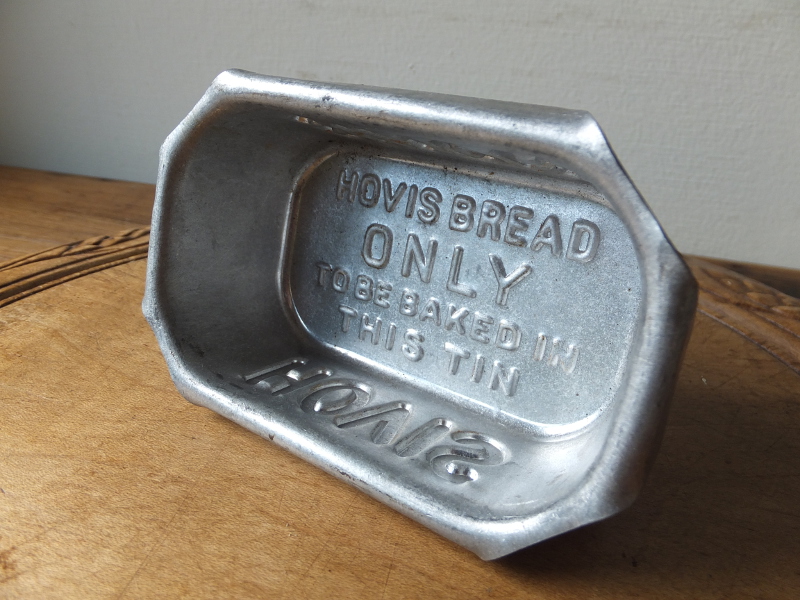 HOVIS BREAD
ONLY
TO BE BAKED IN
THIS TIN
HOVIS